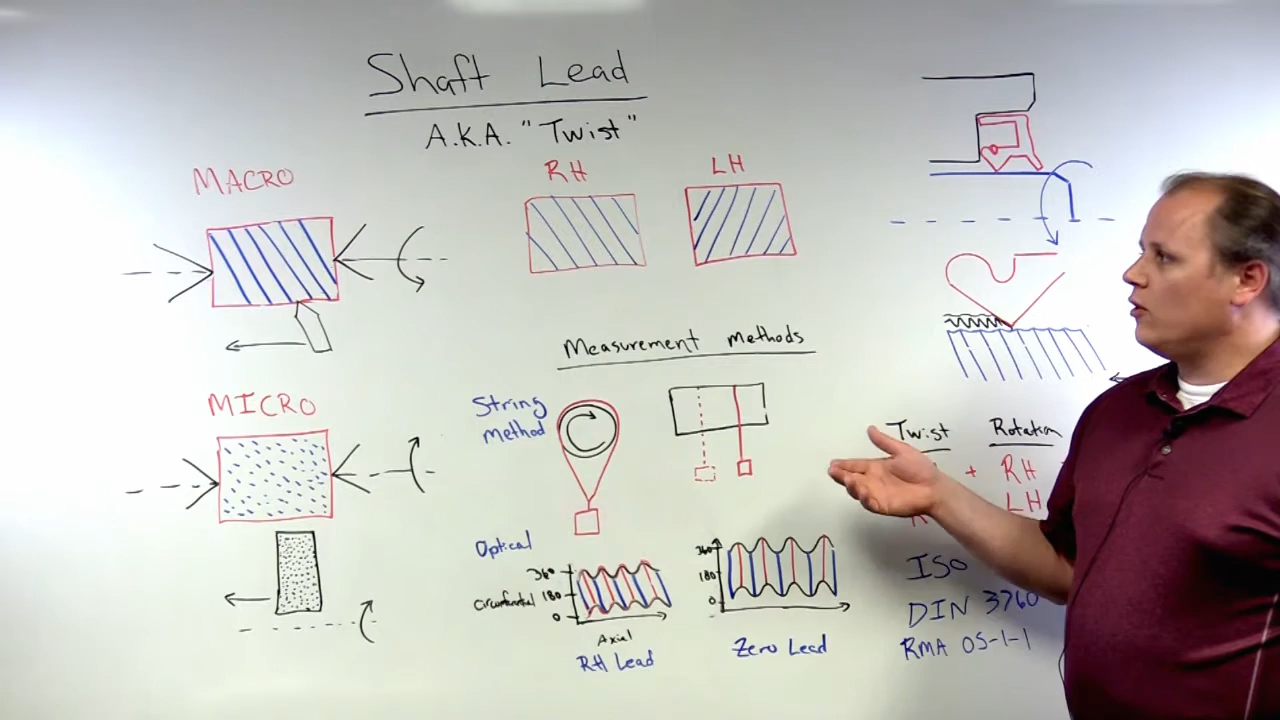 Shaft Lead
A.K.A. "Twist"
MACRO
RH
LH
Measurement Methods
MICRO
String
method
Optical
360°
Circumferential 180
0
Axial
RH Lead
360
180
0
Zero Lead
Twist Rotation
+ RH
LH
ISO
DIN 3760
RMA OS-1-1